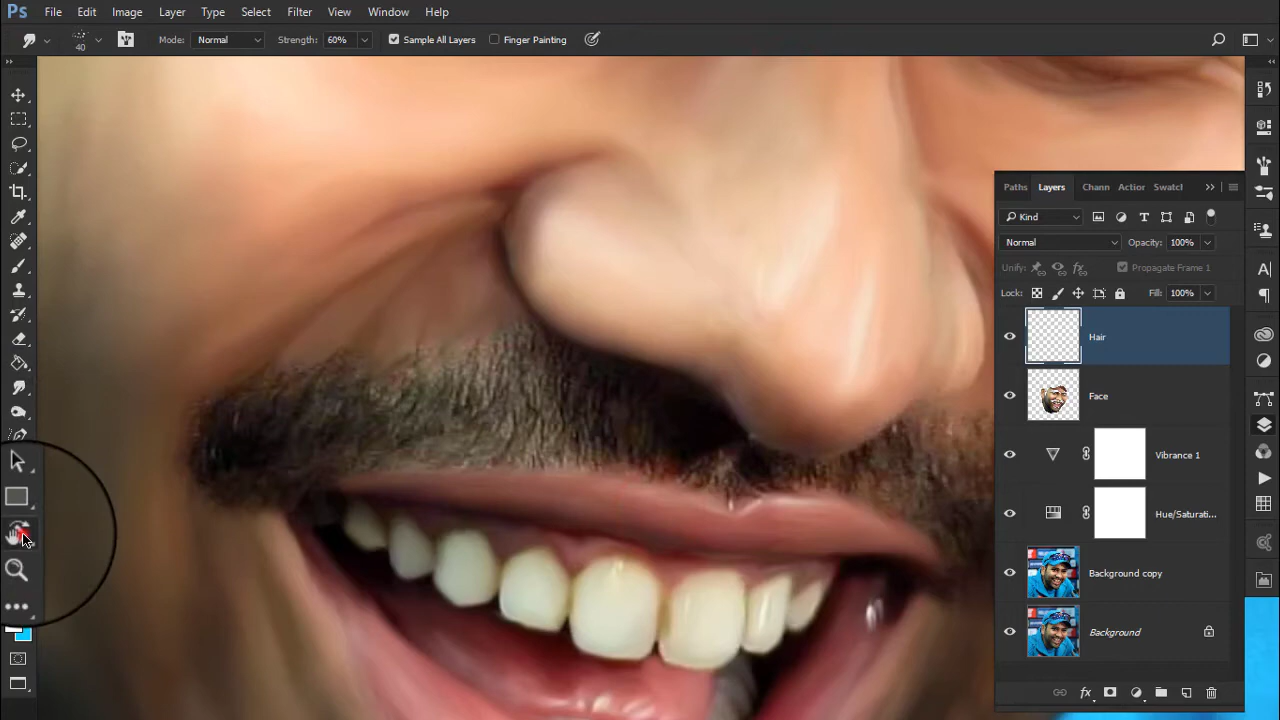 Ps File Edit Image Layer Type Select Filter View Window Help
40 Mode: Normal Strength: 60% Sample All Layers Finger Painting
Paths Layers Chann Actior Swatcl
Kind
Normal Opacity: 100%
Unify: Propagate Frame 1
Lock: Fill: 100%
Hair
Face
Vibrance 1
Hue/Saturati...
Background copy
Background
fx